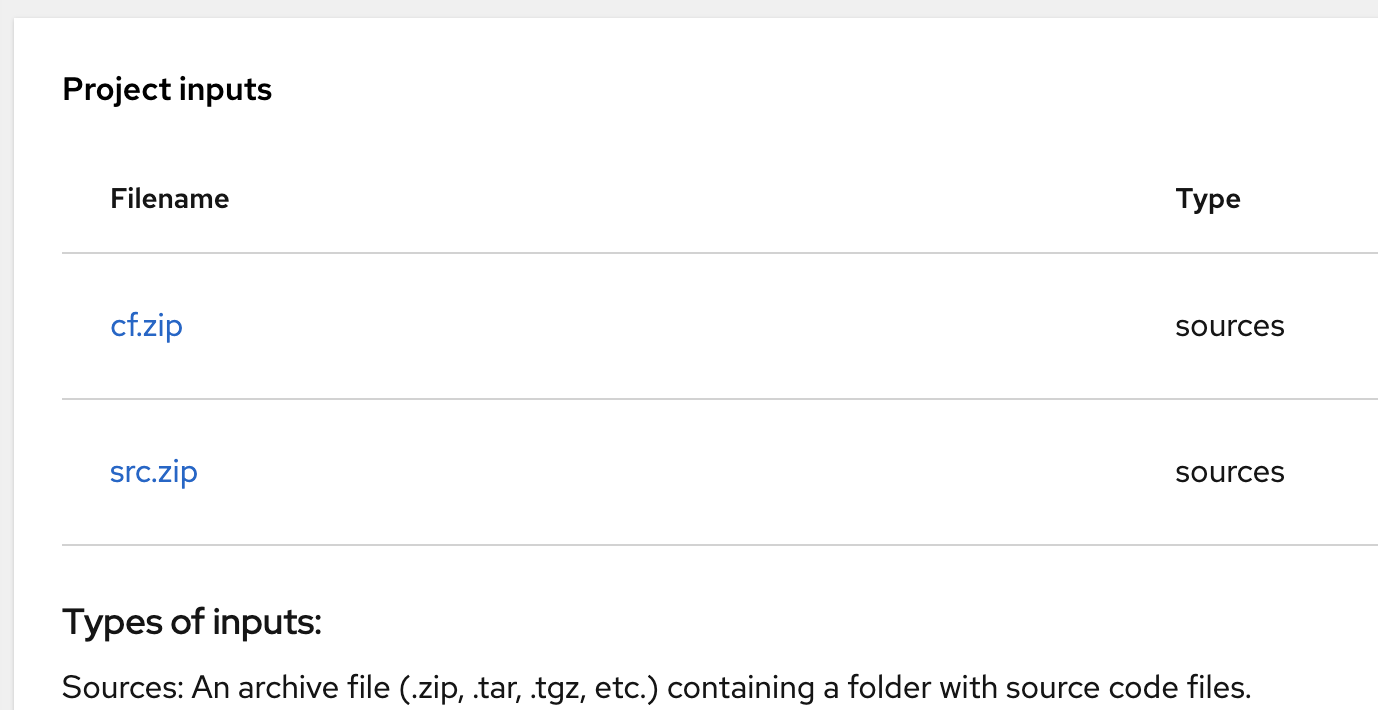 Project inputs
Filename Type
cf.zip sources
src.zip sources
Types of inputs:
Sources: An archive file (.zip, .tar, .tgz, etc.) containing a folder with source code files.